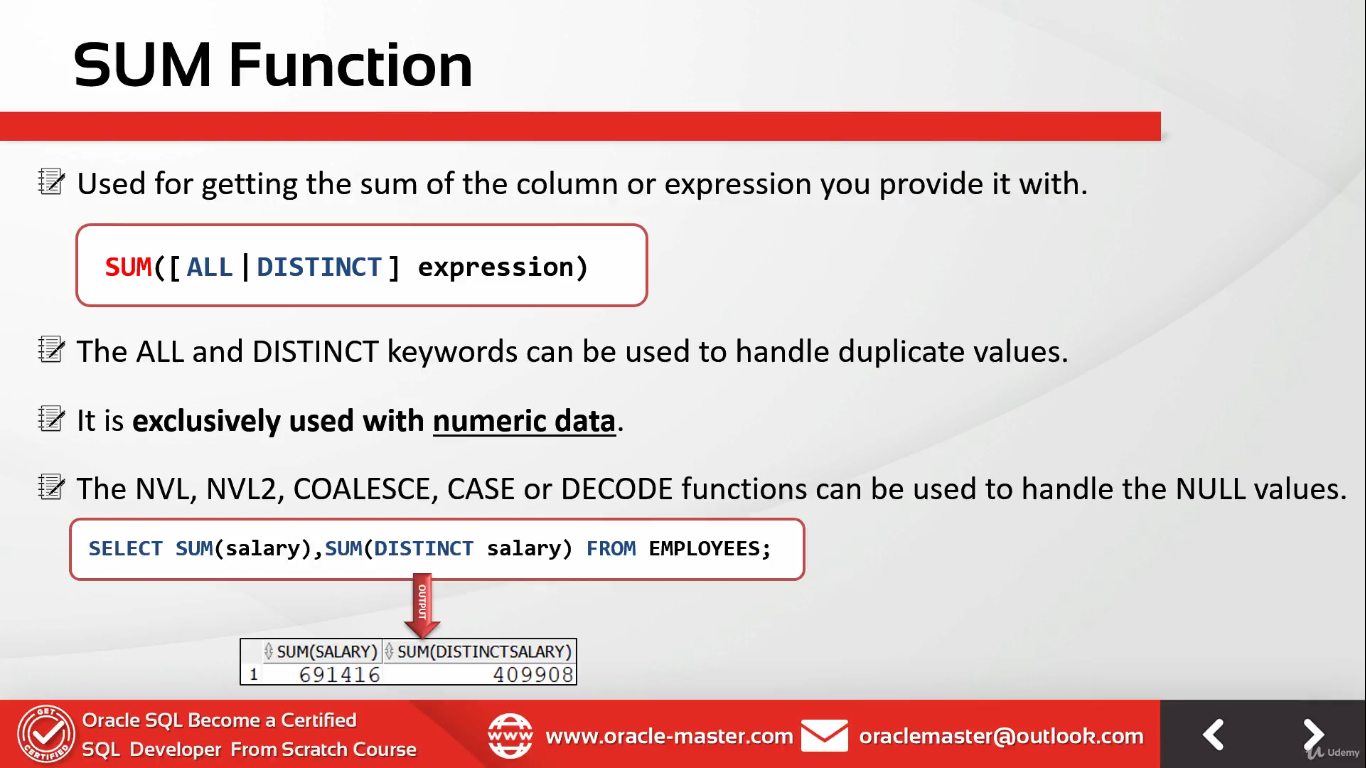 SUM Function
Used for getting the sum of the column or expression you provide it with.
SUM([ALL|DISTINCT] expression)
The ALL and DISTINCT keywords can be used to handle duplicate values.
It is exclusively used with numeric data.
The NVL, NVL2, COALESCE, CASE or DECODE functions can be used to handle the NULL values.
SELECT SUM(salary),SUM(DISTINCT salary) FROM EMPLOYEES;
OUTPUT
SUM(SALARY) SUM(DISTINCTSALARY)
1 691416 409908
GET CERTIFIED
Oracle SQL Become a Certified
SQL Developer From Scratch Course
www
www.oracle-master.com
oraclemaster@outlook.com
Udemy